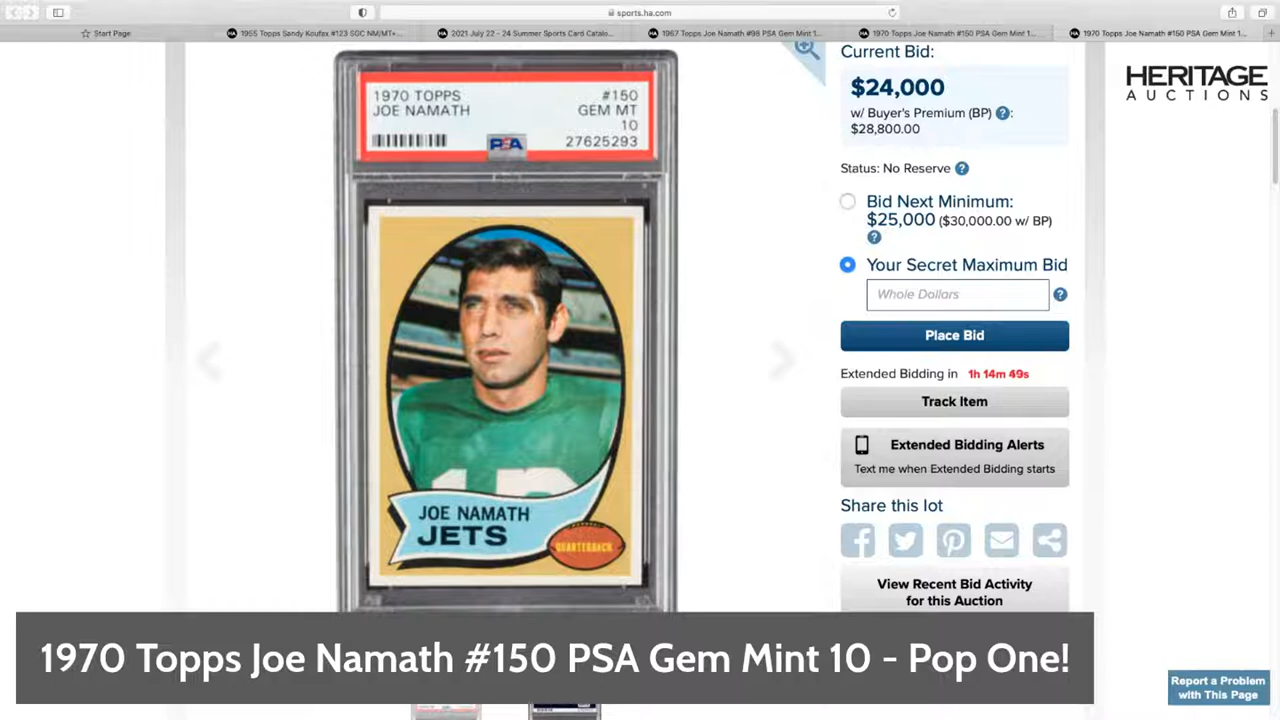 sports.ha.com
Start Page
1955 Topps Sandy Koufax #123 SGC NM/MT+...
2021 July 22 - 24 Summer Sports Card Catalo...
1967 Topps Joe Namath #98 PSA Gem Mint 1...
1970 Topps Joe Namath #150 PSA Gem Mint 1...
1970 Topps Joe Namath #150 PSA Gem Mint 1...
1970 TOPPS #150
JOE NAMATH GEM MT
10
PSA 27625293
JOE NAMATH
JETS
QUARTERBACK
Current Bid:
$24,000
w/ Buyer's Premium (BP) ?:
$28,800.00
Status: No Reserve ?
Bid Next Minimum:
$25,000 ($30,000.00 w/ BP)
?
Your Secret Maximum Bid
Whole Dollars ?
Place Bid
Extended Bidding in 1h 14m 49s
Track Item
Extended Bidding Alerts
Text me when Extended Bidding starts
Share this lot
View Recent Bid Activity
for this Auction
HERITAGE
AUCTIONS
1970 Topps Joe Namath #150 PSA Gem Mint 10 - Pop One!
Report a Problem
with This Page